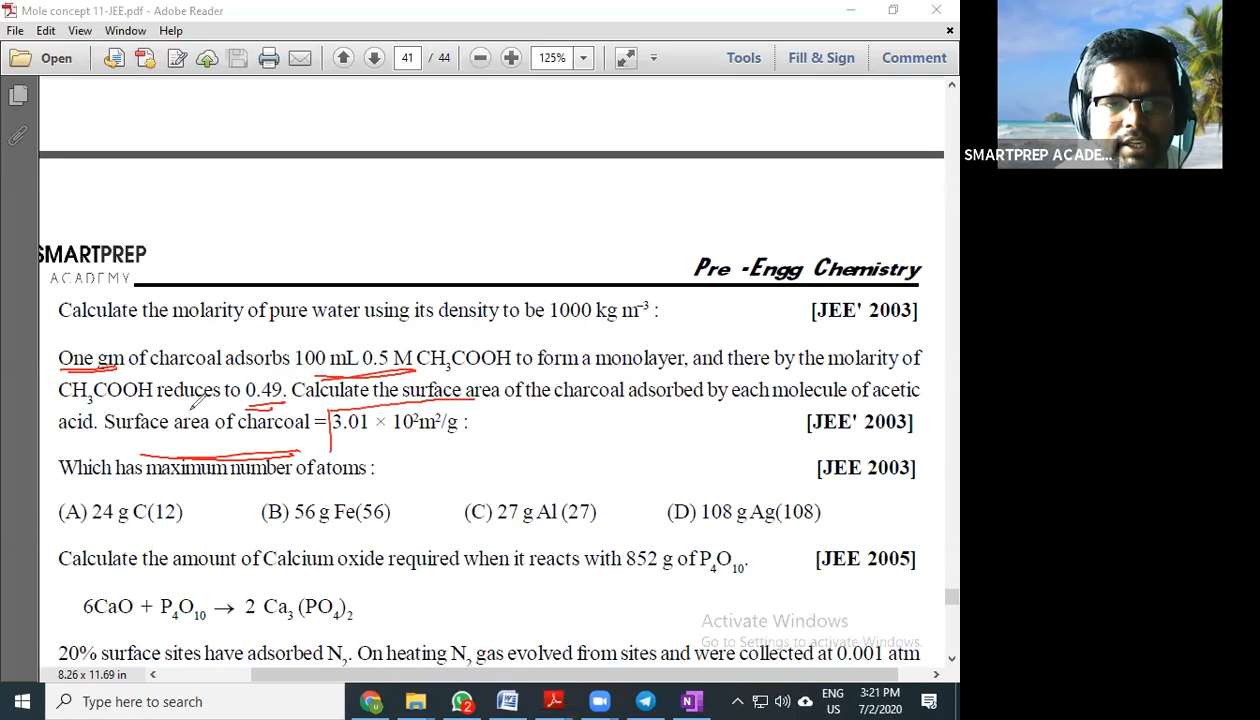 Mole concept 11-JEE.pdf - Adobe Reader
File Edit View Window Help
Open 41 / 44 125% Tools Fill & Sign Comment
SMARTPREP ACADE...
SMARTPREP
ACADEMY
Pre -Engg Chemistry
Calculate the molarity of pure water using its density to be 1000 kg m⁻³ : [JEE' 2003]
One gm of charcoal adsorbs 100 mL 0.5 M CH₃COOH to form a monolayer, and there by the molarity of
CH₃COOH reduces to 0.49. Calculate the surface area of the charcoal adsorbed by each molecule of acetic
acid. Surface area of charcoal = 3.01 × 10²m²/g : [JEE' 2003]
Which has maximum number of atoms : [JEE 2003]
(A) 24 g C(12) (B) 56 g Fe(56) (C) 27 g Al (27) (D) 108 g Ag(108)
Calculate the amount of Calcium oxide required when it reacts with 852 g of P₄O₁₀. [JEE 2005]
6CaO + P₄O₁₀ → 2 Ca₃ (PO₄)₂
Activate Windows
Go to Settings to activate Windows.
20% surface sites have adsorbed N₂. On heating N₂ gas evolved from sites and were collected at 0.001 atm
8.26 x 11.69 in
Type here to search
2
ENG
US
3:21 PM
7/2/2020